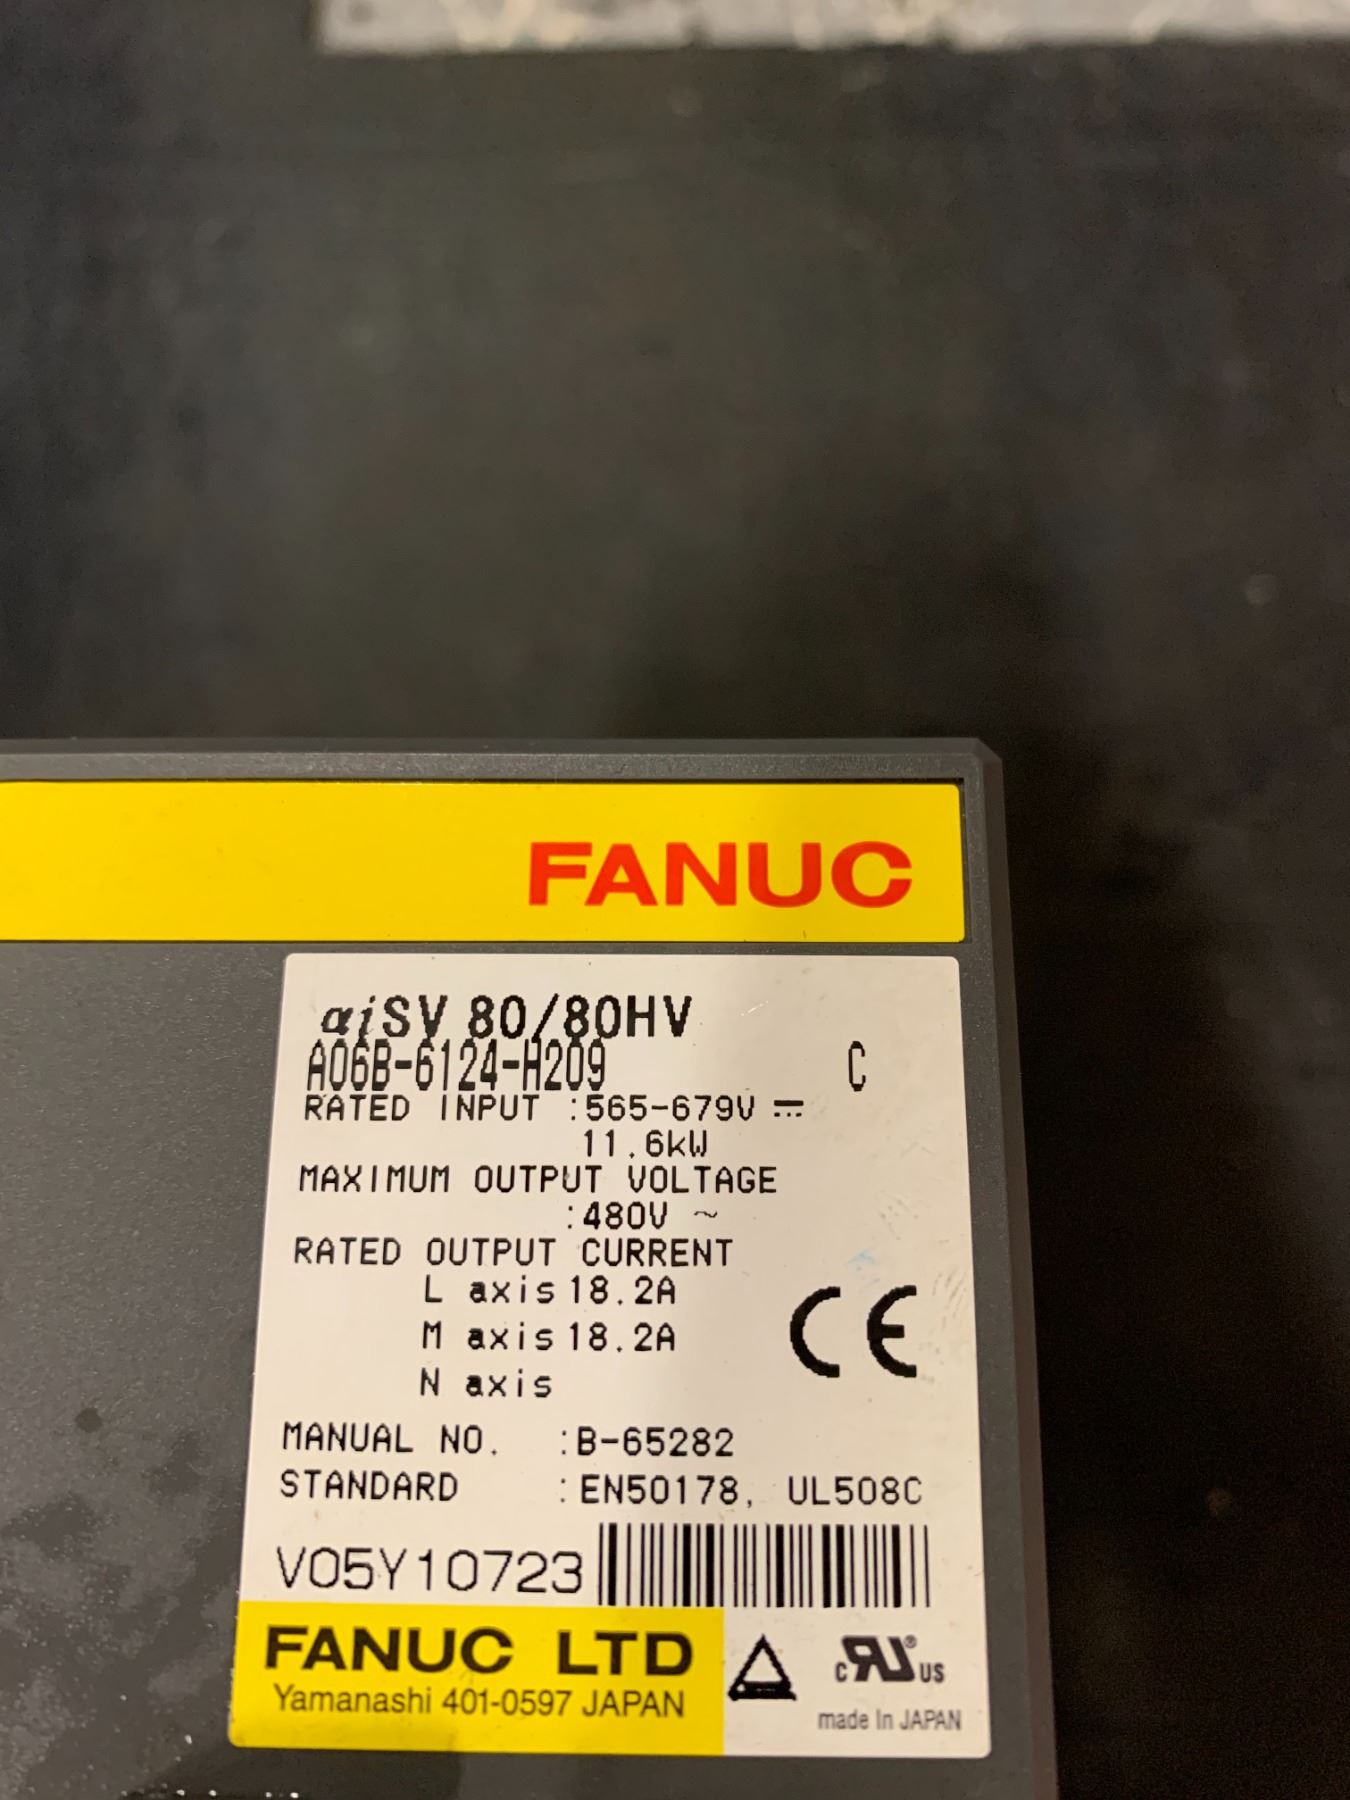 FANUC
αiSV 80/80HV
A06B-6124-H209 C
RATED INPUT :565-679V ⎓
11.6kW
MAXIMUM OUTPUT VOLTAGE
:480V ~
RATED OUTPUT CURRENT
L axis 18.2A
M axis 18.2A
N axis
CE
MANUAL NO. :B-65282
STANDARD :EN50178, UL508C
V05Y10723
FANUC LTD
Yamanashi 401-0597 JAPAN
c RU ® US
made In JAPAN